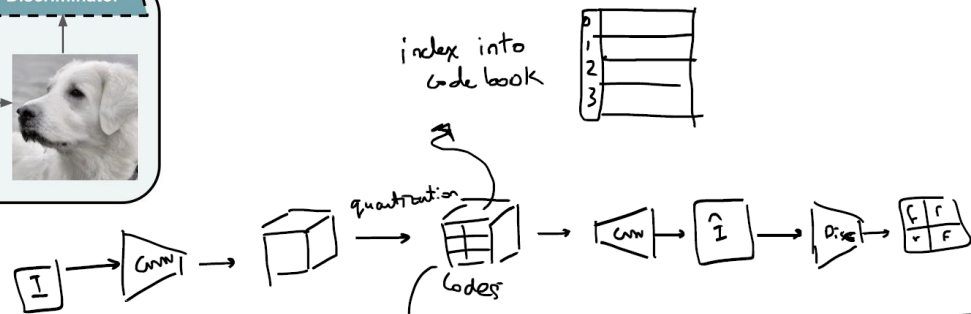 Discriminator
index into
codebook
0
1
2
3
quantization
I
CNN
Codes
CNN
Î
Disc
f r
r F